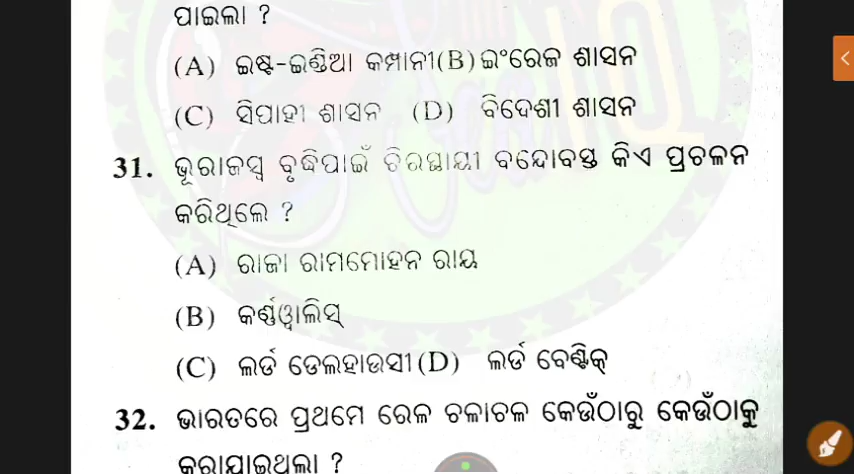 ପାଇଲା ?
(A) ଇଷ୍ଟ-ଇଣ୍ଡିଆ କମ୍ପାନୀ(B) ଇଂରେଜ ଶାସନ
(C) ସିପାହୀ ଶାସନ (D) ବିଦେଶୀ ଶାସନ
31. ଭୂରାଜସ୍ୱ ବୃଦ୍ଧିପାଇଁ ଚିରସ୍ଥାୟୀ ବନ୍ଦୋବସ୍ତ କିଏ ପ୍ରଚଳନ
କରିଥିଲେ ?
(A) ରାଜା ରାମମୋହନ ରାୟ
(B) କର୍ଣ୍ଣୱାଲିସ୍
(C) ଲର୍ଡ ଡେଲହାଉସୀ(D) ଲର୍ଡ ବେଣ୍ଟିକ୍
32. ଭାରତରେ ପ୍ରଥମେ ରେଳ ଚଳାଚଳ କେଉଁଠାରୁ କେଉଁଠାକୁ
କରାଯାଇଥିଲା ?